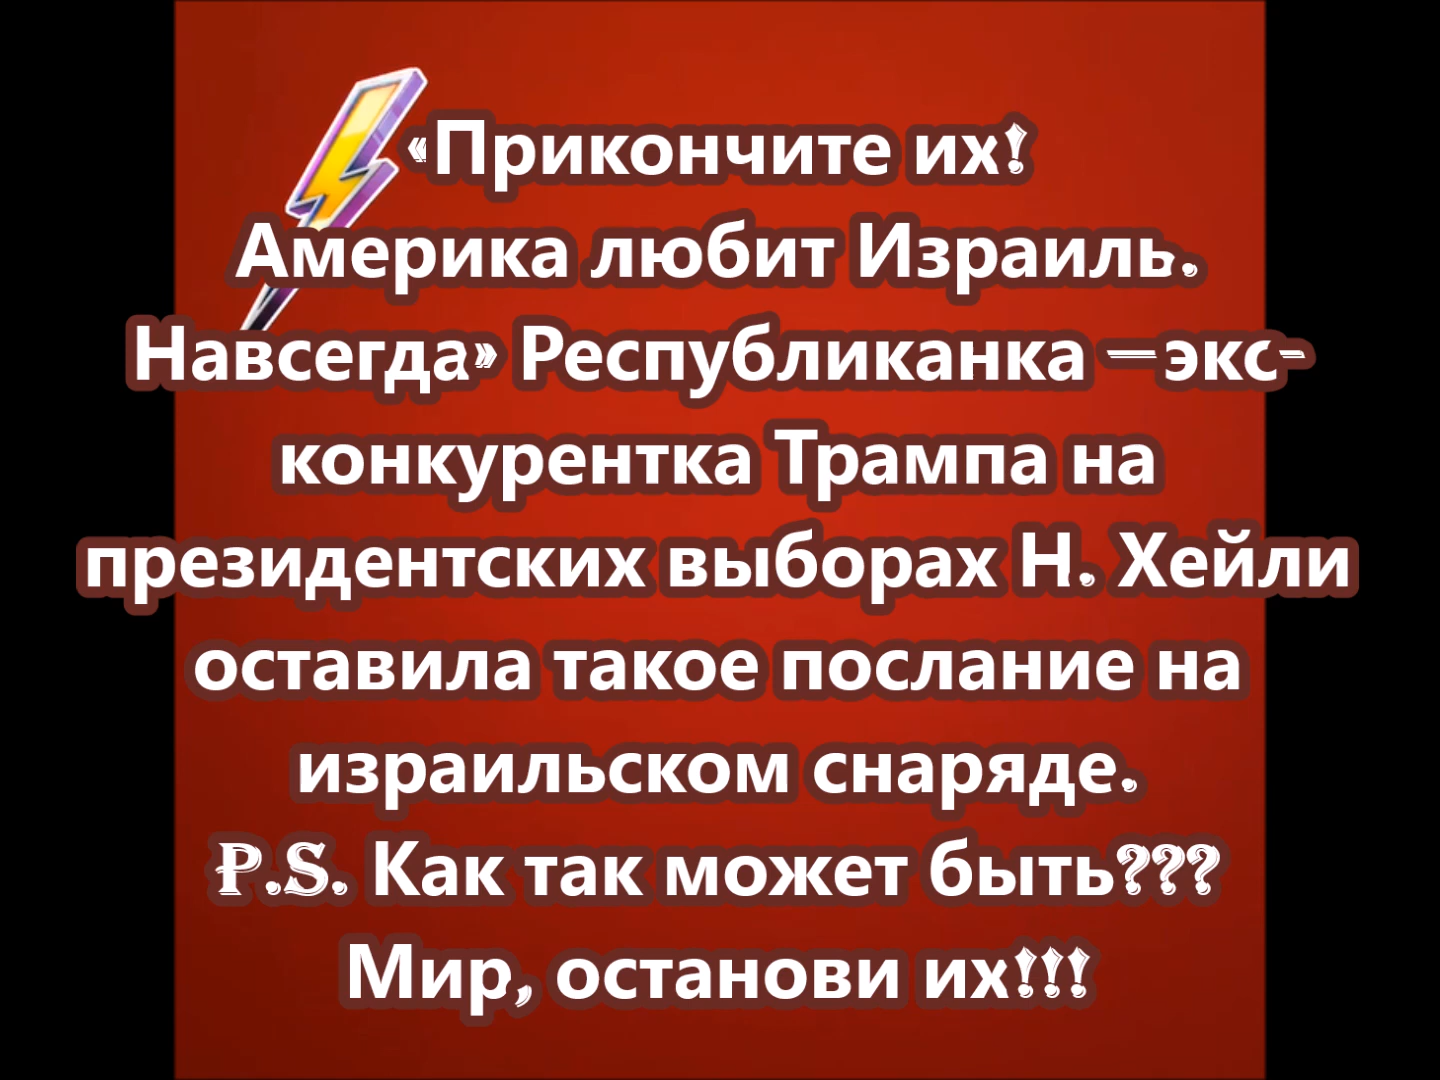 «Прикончите их!
Америка любит Израиль.
Навсегда» Республиканка —экс-
конкурентка Трампа на
президентских выборах Н. Хейли
оставила такое послание на
израильском снаряде.
P.S. Как так может быть???
Мир, останови их!!!